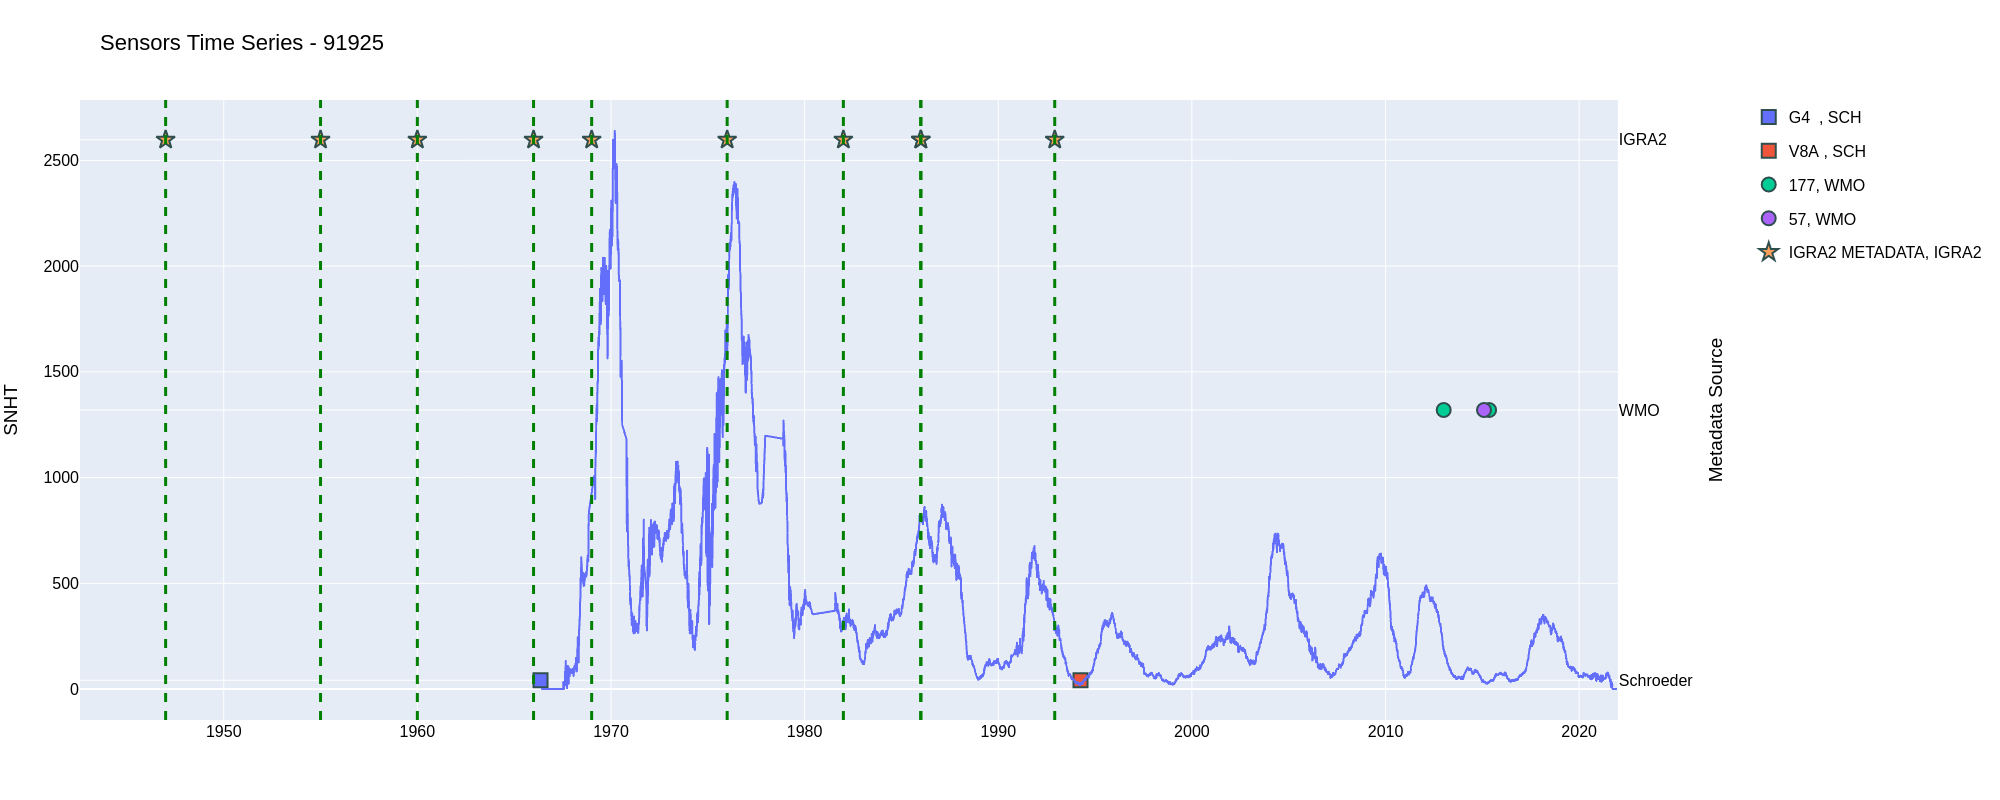 Sensors Time Series - 91925
G4 , SCH
V8A , SCH
177, WMO
57, WMO
IGRA2 METADATA, IGRA2
SNHT
2500
2000
1500
1000
500
0
IGRA2
WMO
Schroeder
Metadata Source
1950 1960 1970 1980 1990 2000 2010 2020